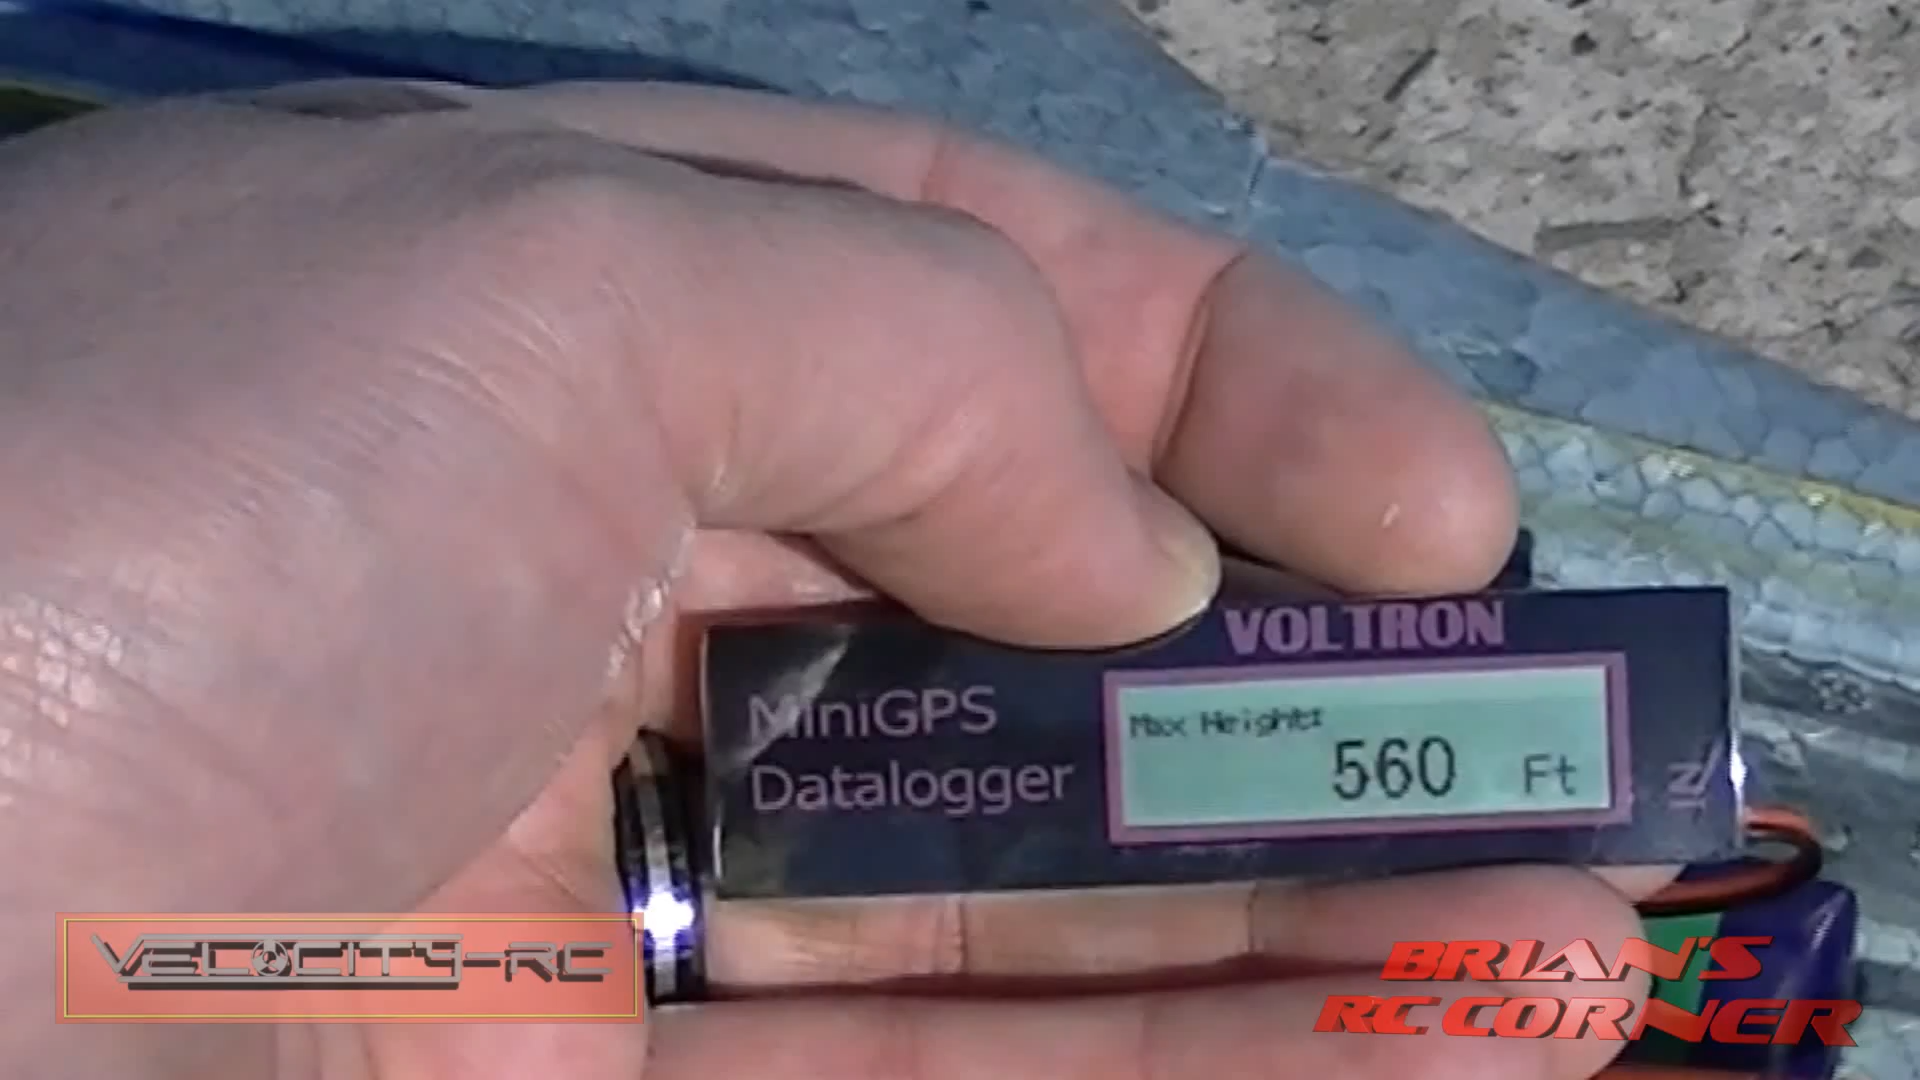 VOLTRON
MiniGPS
Datalogger
Max Height:
560 Ft
VELOCITY-RC
BRIAN'S
RC CORNER